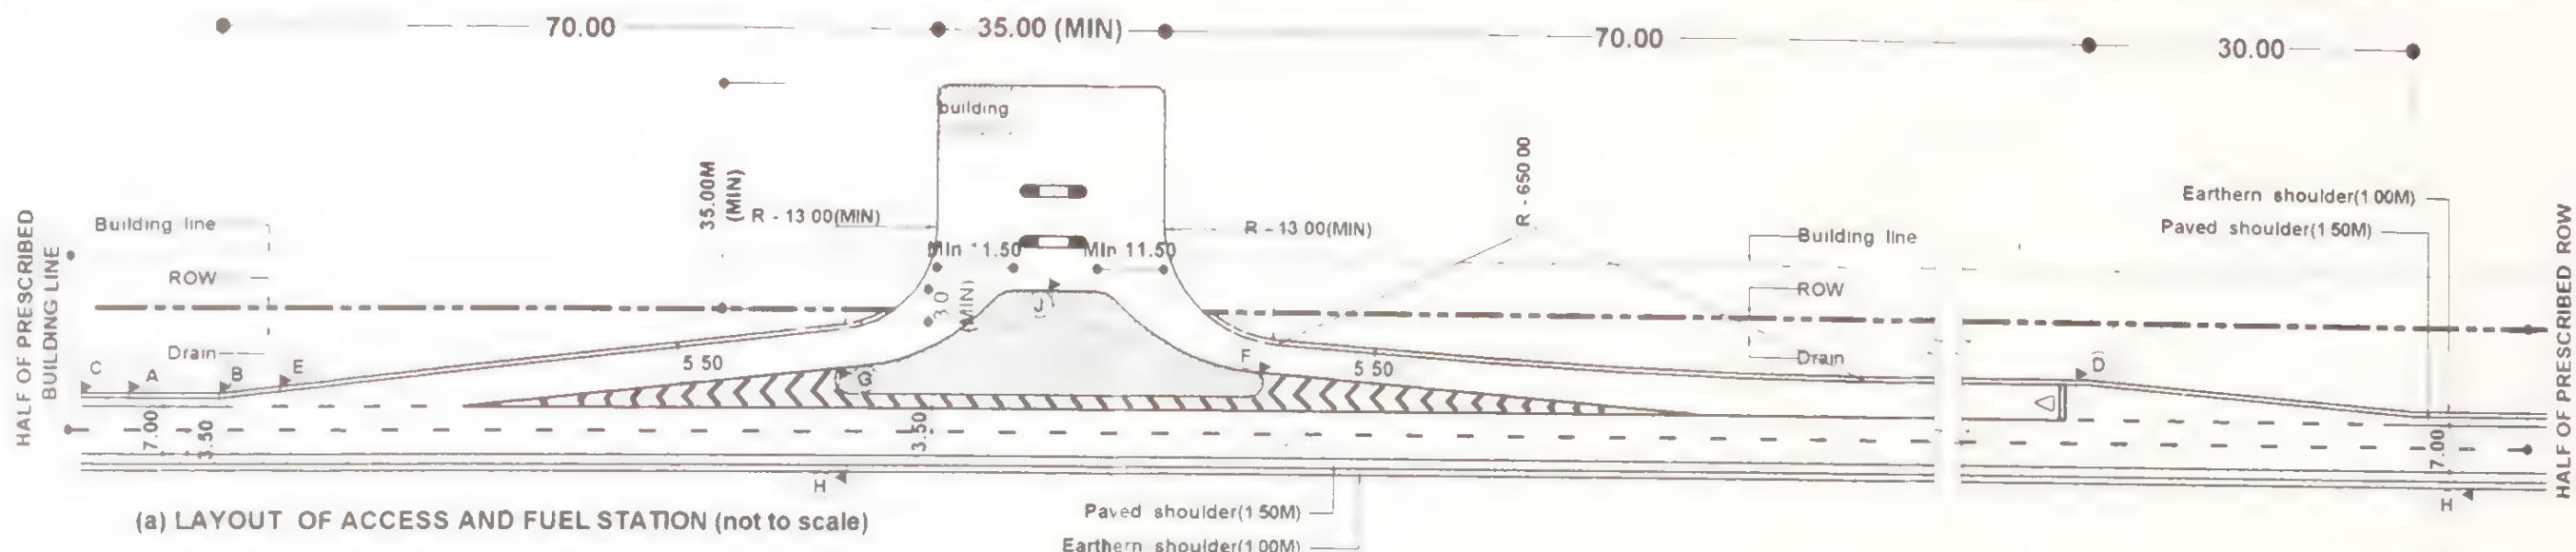 70.00
35.00 (MIN)
70.00
30.00
building
35.00M
(MIN)
R - 13 00(MIN)
R - 13 00(MIN)
R - 650 00
Earthern shoulder(1 00M)
Paved shoulder(1 50M)
HALF OF PRESCRIBED
BUILDING LINE
Building line
ROW
Drain
MIn 11.50
MIn 11.50
3.0
(MIN)
J
Building line
ROW
Drain
HALF OF PRESCRIBED ROW
C
A
B
E
5 50
G
F
5 50
D
7.00
3.50
3.50
7.00
H
H
Paved shoulder(1 50M)
Earthern shoulder(1 00M)
(a) LAYOUT OF ACCESS AND FUEL STATION (not to scale)